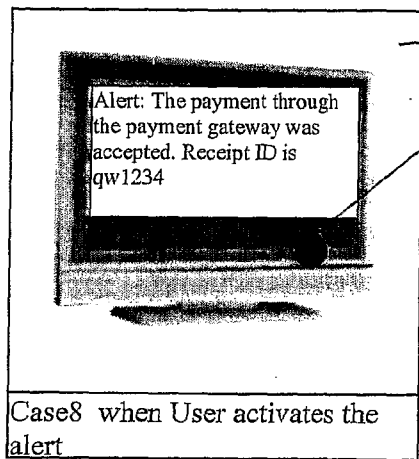 Alert: The payment through
the payment gateway was
accepted. Receipt ID is
qw1234
Case8 when User activates the
alert